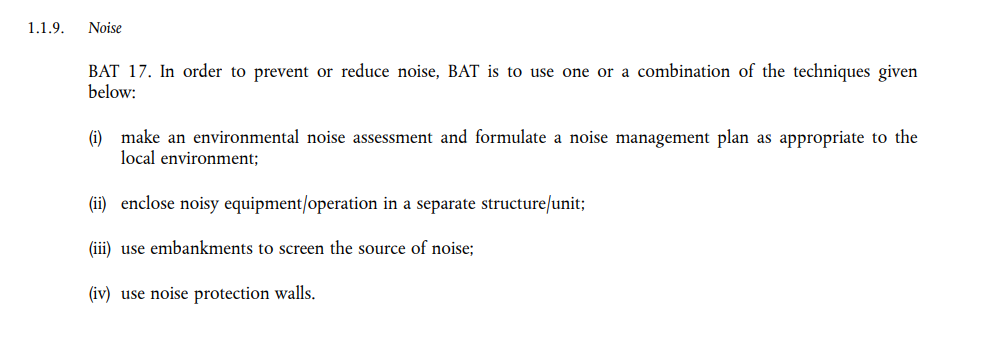 1.1.9. Noise
BAT 17. In order to prevent or reduce noise, BAT is to use one or a combination of the techniques given
below:
(i) make an environmental noise assessment and formulate a noise management plan as appropriate to the
local environment;
(ii) enclose noisy equipment/operation in a separate structure/unit;
(iii) use embankments to screen the source of noise;
(iv) use noise protection walls.